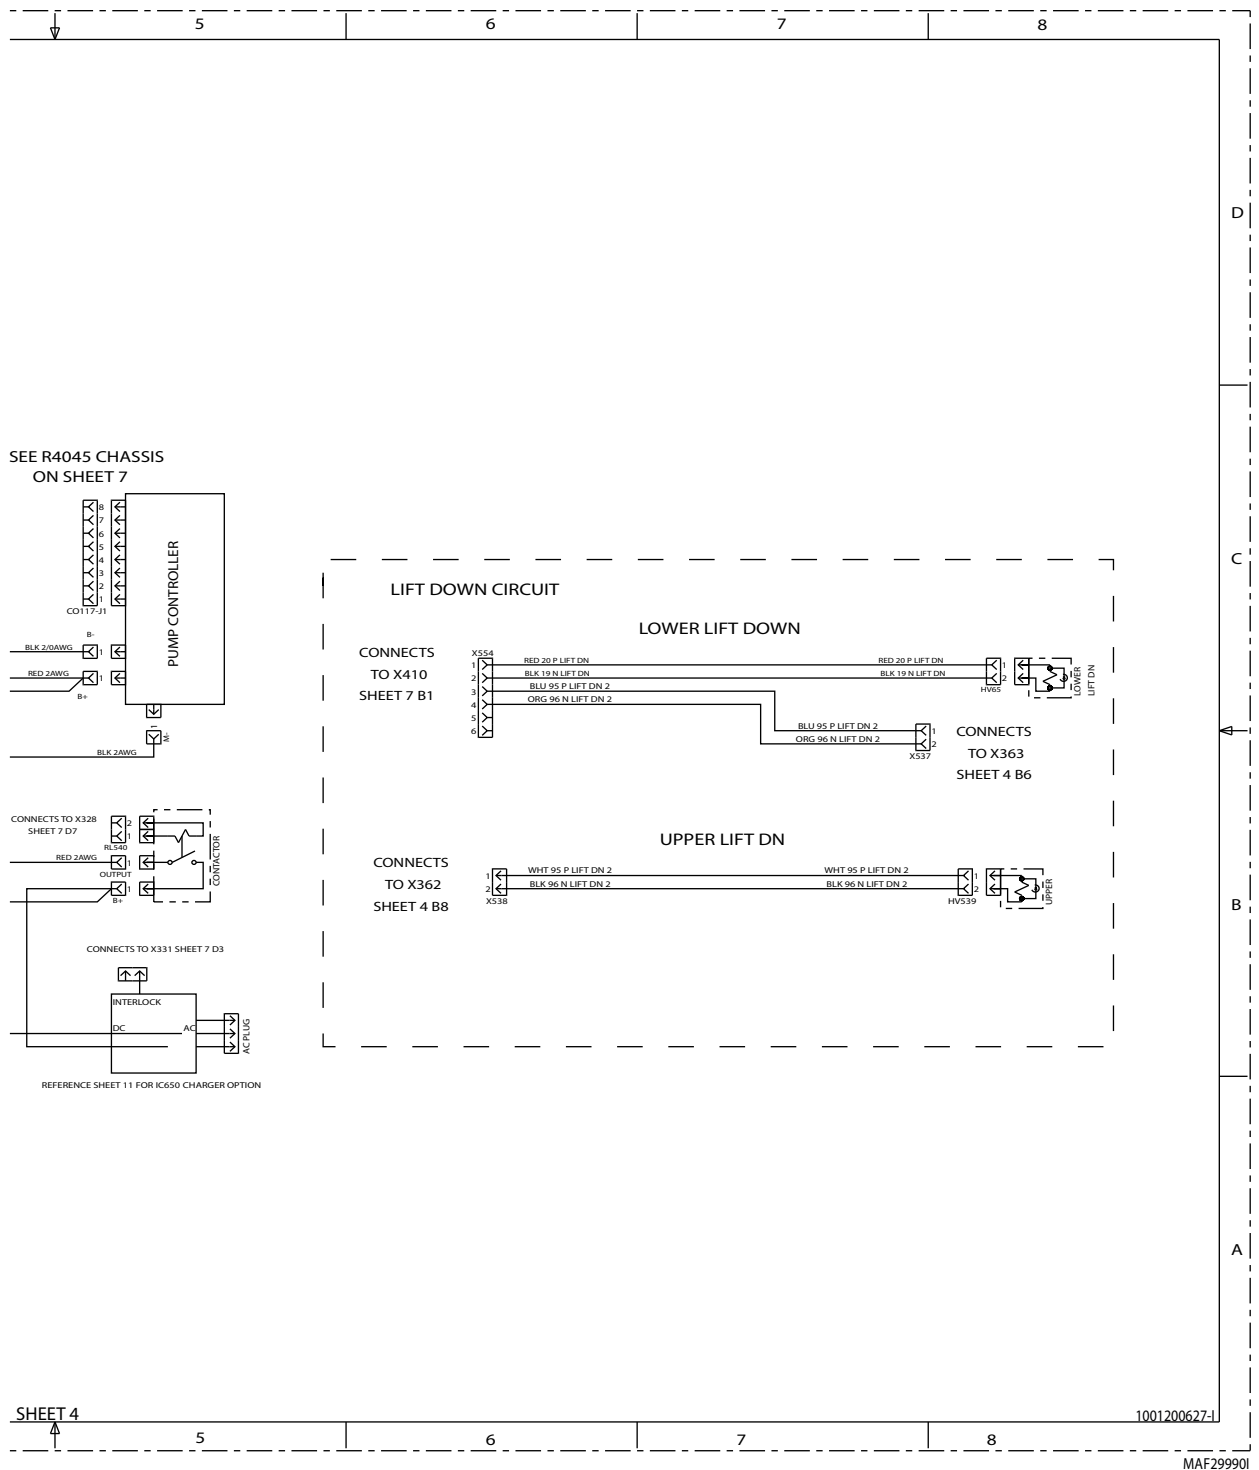 5 6 7 8
D
C
B
A
SEE R4045 CHASSIS
ON SHEET 7
8
7
6
5
4
3
2
1
CO117-J1
PUMP CONTROLLER
B-
BLK 2/0AWG 1
RED 2AWG 1
B+
1
M-
BLK 2AWG
CONNECTS TO X328
SHEET 7 D7
2
1
RL540
RED 2AWG 1
OUTPUT
1
B+
CONTACTOR
CONNECTS TO X331 SHEET 7 D3
INTERLOCK
DC AC
AC PLUG
REFERENCE SHEET 11 FOR IC650 CHARGER OPTION
LIFT DOWN CIRCUIT
LOWER LIFT DOWN
CONNECTS
TO X410
SHEET 7 B1
X554
1 RED 20 P LIFT DN RED 20 P LIFT DN 1
2 BLK 19 N LIFT DN BLK 19 N LIFT DN 2
HV65
LOWER
LIFT DN
3 BLU 95 P LIFT DN 2
4 ORG 96 N LIFT DN 2
5
6
BLU 95 P LIFT DN 2 1
ORG 96 N LIFT DN 2 2
X537
CONNECTS
TO X363
SHEET 4 B6
UPPER LIFT DN
CONNECTS
TO X362
SHEET 4 B8
1 WHT 95 P LIFT DN 2 WHT 95 P LIFT DN 2 1
2 BLK 96 N LIFT DN 2 BLK 96 N LIFT DN 2 2
X538 HV539
UPPER
SHEET 4
1001200627-I
5 6 7 8
MAF29990I